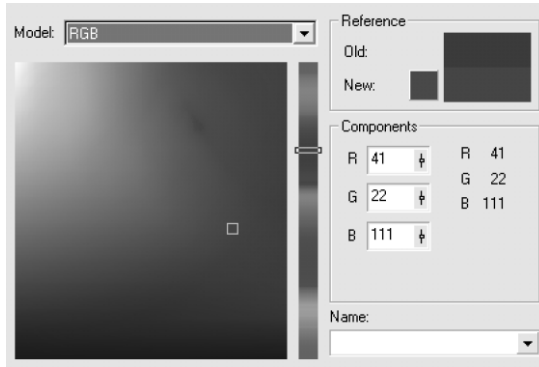 Model: RGB
Reference
Old:
New:
Components
R 41 R 41
G 22 G 22
B 111 B 111
Name: